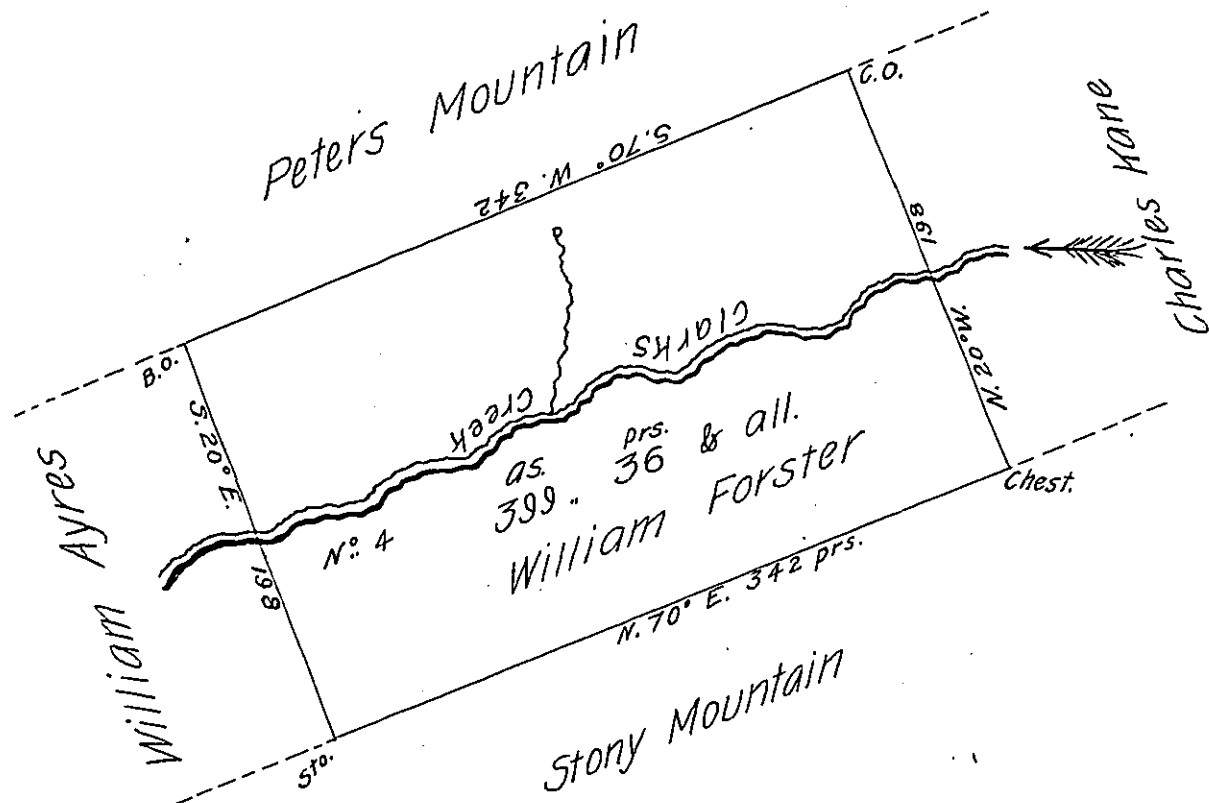 Peters Mountain
C.O.
S. 70° W. 342
Charles Kane
198
N. 20° W.
B.O.
S. 20° E.
198
Clarks
Creek
William Ayres
as. prs.
399 .. 36 & all.
No. 4
William Forster
Chest.
N. 70° E. 342 prs.
Sto.
Stony Mountain